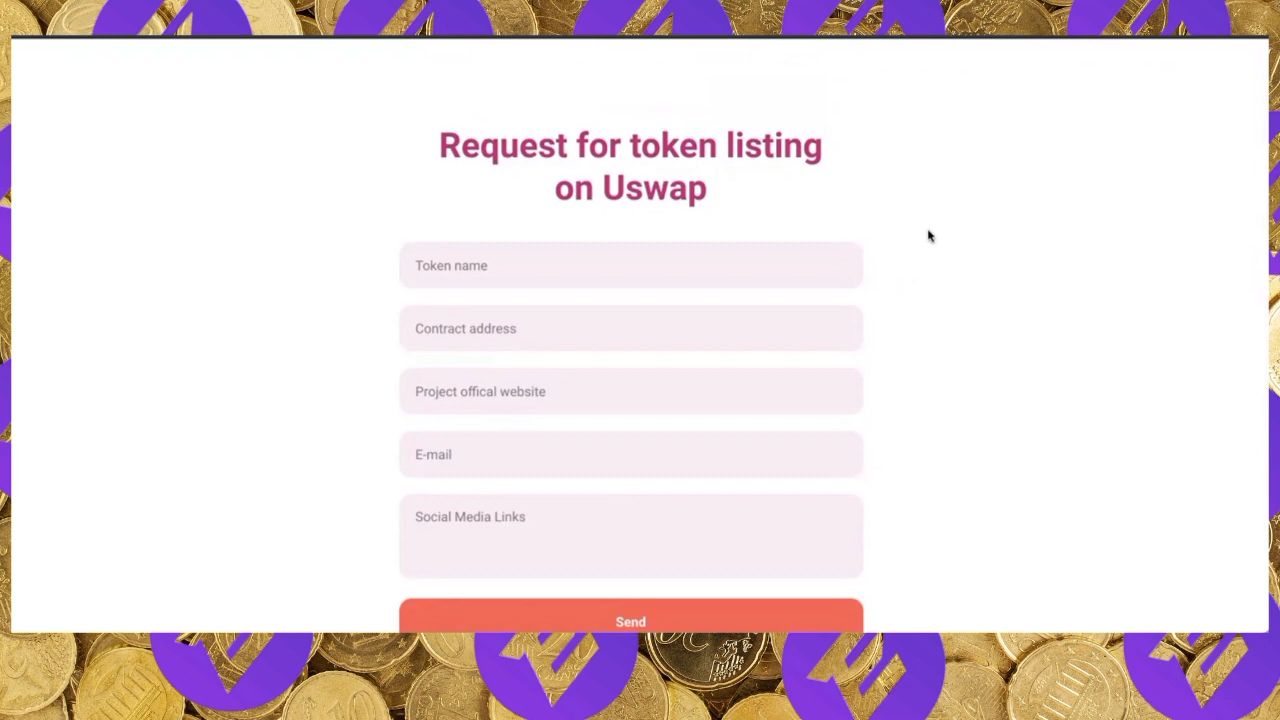 Request for token listing
on Uswap
Token name
Contract address
Project offical website
E-mail
Social Media Links
Send